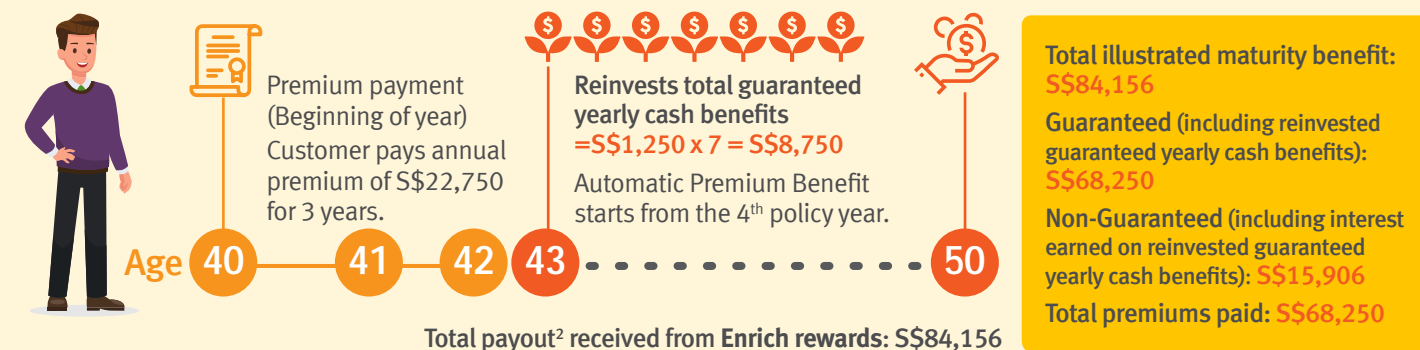 Premium payment
(Beginning of year)
Customer pays annual
premium of S$22,750
for 3 years.
$ $ $ $ $ $ $
Reinvests total guaranteed
yearly cash benefits
=S$1,250 x 7 = S$8,750
Automatic Premium Benefit
starts from the 4th policy year.
$
Age 40 41 42 43 50
Total payout² received from Enrich rewards: S$84,156
Total illustrated maturity benefit:
S$84,156
Guaranteed (including reinvested
guaranteed yearly cash benefits):
S$68,250
Non-Guaranteed (including interest
earned on reinvested guaranteed
yearly cash benefits): S$15,906
Total premiums paid: S$68,250